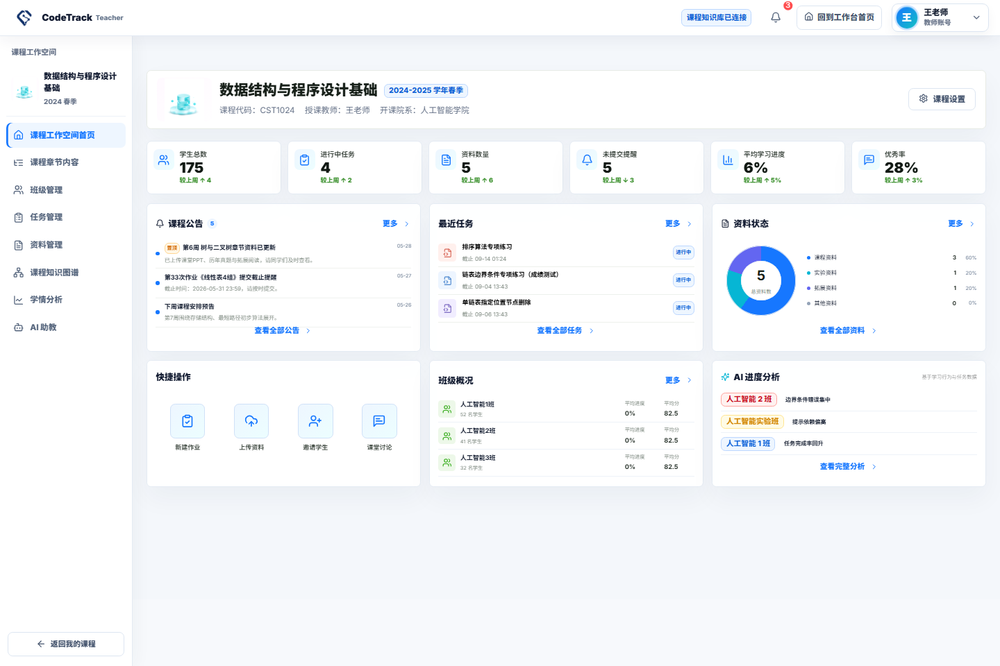 CodeTrack Teacher
课程知识库已连接
3
回到工作台首页
王
王老师
教师账号
课程工作空间
数据结构与程序设计
基础
2024 春季
课程工作空间首页
课程章节内容
班级管理
任务管理
资料管理
课程知识图谱
学情分析
AI 助教
返回我的课程
数据结构与程序设计基础 2024-2025 学年春季
课程代码：CST1024 授课教师：王老师 开课院系：人工智能学院
课程设置
学生总数
175
较上周 ↑ 4
进行中任务
4
较上周 ↑ 2
资料数量
5
较上周 ↑ 6
未提交提醒
5
较上周 ↓ 3
平均学习进度
6%
较上周 ↑ 5%
优秀率
28%
较上周 ↑ 3%
课程公告 5 更多
置顶 第6周 树与二叉树章节资料已更新 05-28
已上传课堂PPT、历年真题与拓展阅读，请同学们及时查看。
第33次作业《线性表4组》提交截止提醒 05-27
截止时间：2026-05-31 23:59，请按时提交。
下周课程安排预告 05-26
第7周围绕存储结构、最短路径初步算法展开。
查看全部公告
最近任务 更多
排序算法专项练习 进行中
截止 09-14 01:24
链表边界条件专项练习（成绩测试） 进行中
截止 09-04 13:43
单链表指定位置节点删除 进行中
截止 09-06 13:43
查看全部任务
资料状态 更多
5
总资料数
课程资料 3 60%
实验资料 1 20%
拓展资料 1 20%
其他资料 0 0%
查看全部资料
快捷操作
新建作业
上传资料
邀请学生
课堂讨论
班级概况 更多
人工智能1班 平均进度 平均分
52 名学生 0% 82.5
人工智能2班 平均进度 平均分
41 名学生 0% 82.5
人工智能3班 平均进度 平均分
32 名学生 0% 82.5
AI 进度分析 基于学习行为与任务数据
人工智能 2 班 边界条件错误集中
人工智能实验班 提示依赖偏高
人工智能 1 班 任务完成率回升
查看完整分析